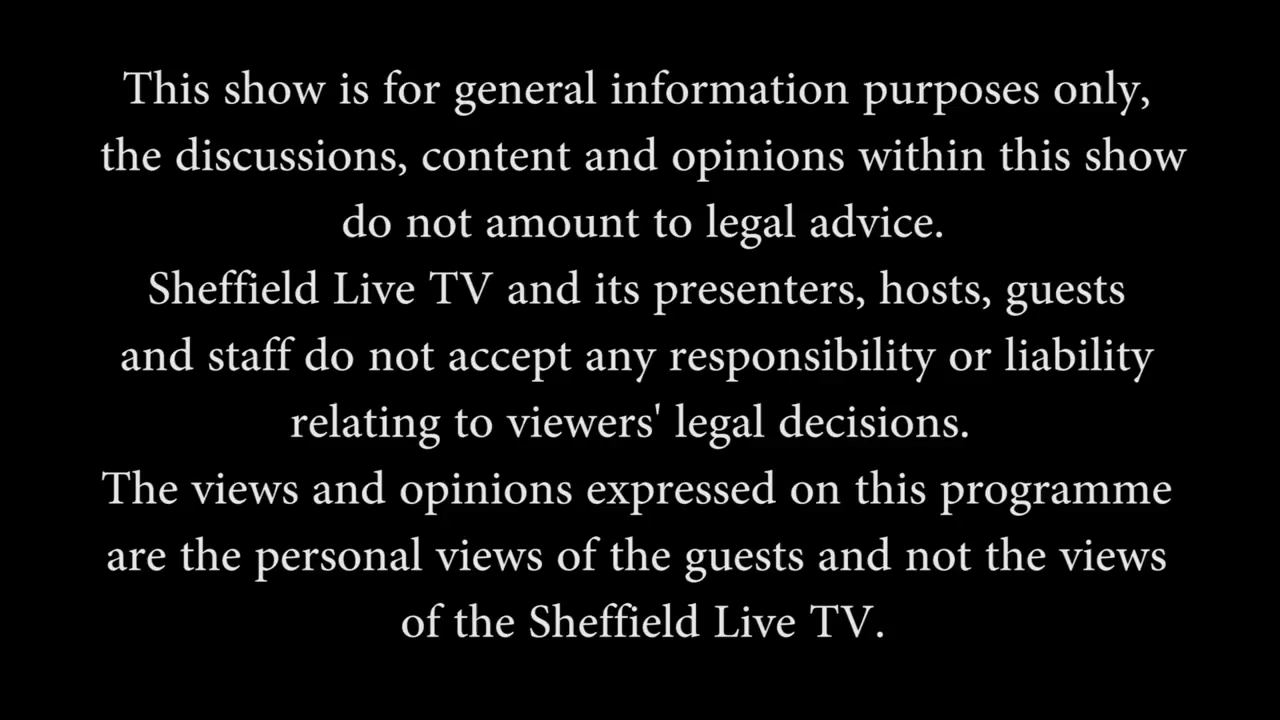 This show is for general information purposes only,
the discussions, content and opinions within this show
do not amount to legal advice.
Sheffield Live TV and its presenters, hosts, guests
and staff do not accept any responsibility or liability
relating to viewers' legal decisions.
The views and opinions expressed on this programme
are the personal views of the guests and not the views
of the Sheffield Live TV.